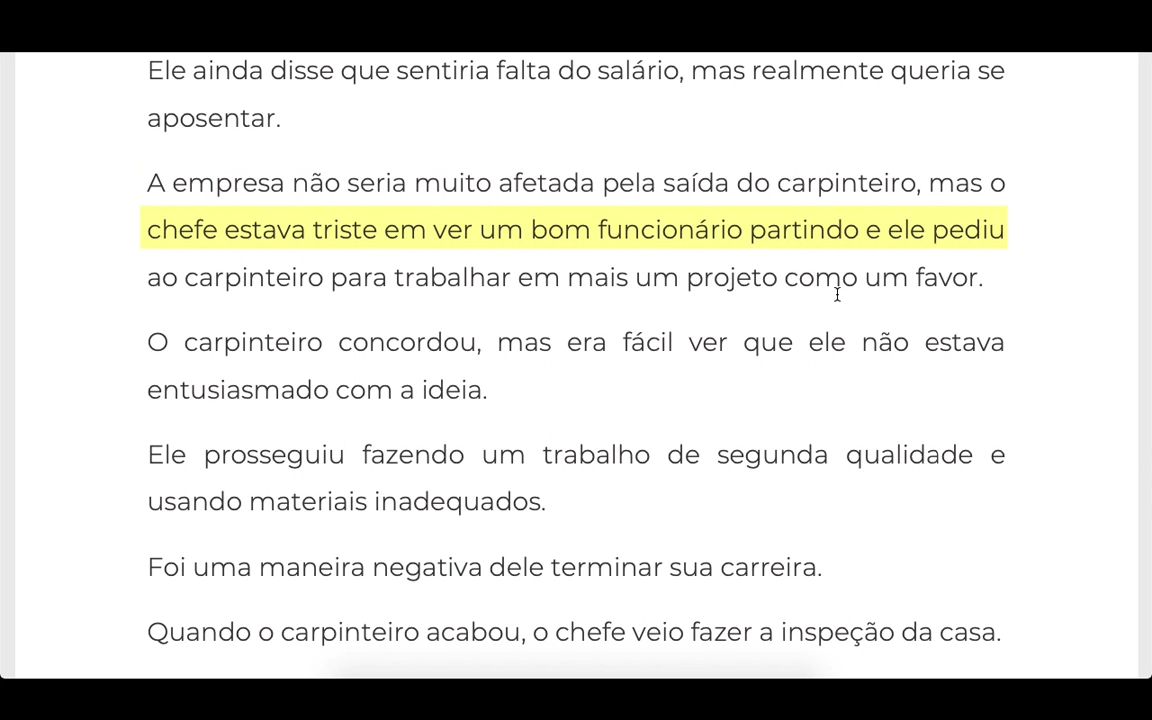 Ele ainda disse que sentiria falta do salário, mas realmente queria se
aposentar.
A empresa não seria muito afetada pela saída do carpinteiro, mas o
chefe estava triste em ver um bom funcionário partindo e ele pediu
ao carpinteiro para trabalhar em mais um projeto como um favor.
O carpinteiro concordou, mas era fácil ver que ele não estava
entusiasmado com a ideia.
Ele prosseguiu fazendo um trabalho de segunda qualidade e
usando materiais inadequados.
Foi uma maneira negativa dele terminar sua carreira.
Quando o carpinteiro acabou, o chefe veio fazer a inspeção da casa.